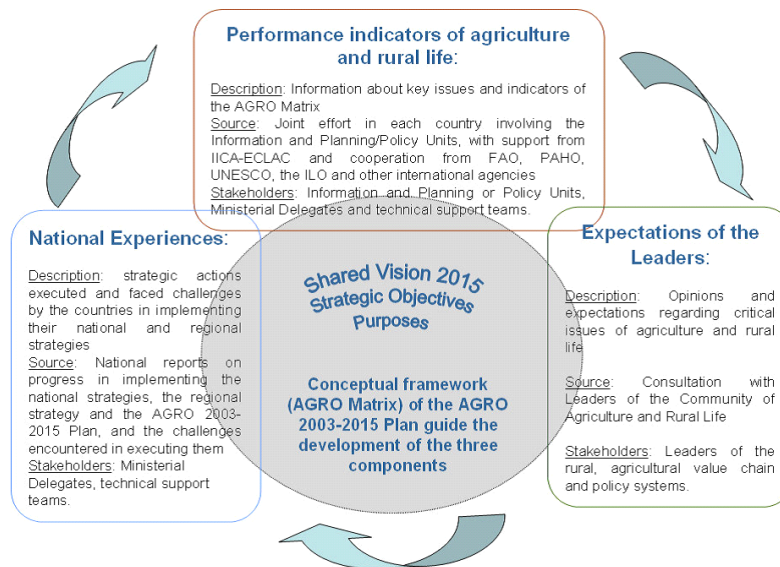 Performance indicators of agriculture
and rural life:
Description: Information about key issues and indicators of
the AGRO Matrix
Source: Joint effort in each country involving the
Information and Planning/Policy Units, with support from
IICA-ECLAC and cooperation from FAO, PAHO,
UNESCO, the ILO and other international agencies
Stakeholders: Information and Planning or Policy Units,
Ministerial Delegates and technical support teams.
National Experiences:
Description: strategic actions
executed and faced challenges
by the countries in implementing
their national and regional
strategies
Source: National reports on
progress in implementing the
national strategies, the regional
strategy and the AGRO 2003-
2015 Plan, and the challenges
encountered in executing them
Stakeholders: Ministerial
Delegates, technical support
teams.
Shared Vision 2015
Strategic Objectives
Purposes
Conceptual framework
(AGRO Matrix) of the AGRO
2003-2015 Plan guide the
development of the three
components
Expectations of the
Leaders:
Description: Opinions and
expectations regarding critical
issues of agriculture and rural
life
Source: Consultation with
Leaders of the Community of
Agriculture and Rural Life
Stakeholders: Leaders of the
rural, agricultural value chain
and policy systems.